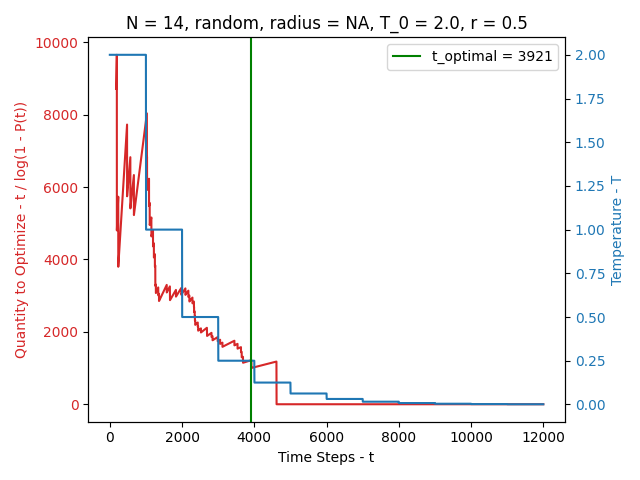 N = 14, random, radius = NA, T_0 = 2.0, r = 0.5
t_optimal = 3921
Quantity to Optimize - t / log(1 - P(t))
10000
8000
6000
4000
2000
0
2.00
1.75
1.50
1.25
1.00
0.75
0.50
0.25
0.00
Temperature - T
0 2000 4000 6000 8000 10000 12000
Time Steps - t